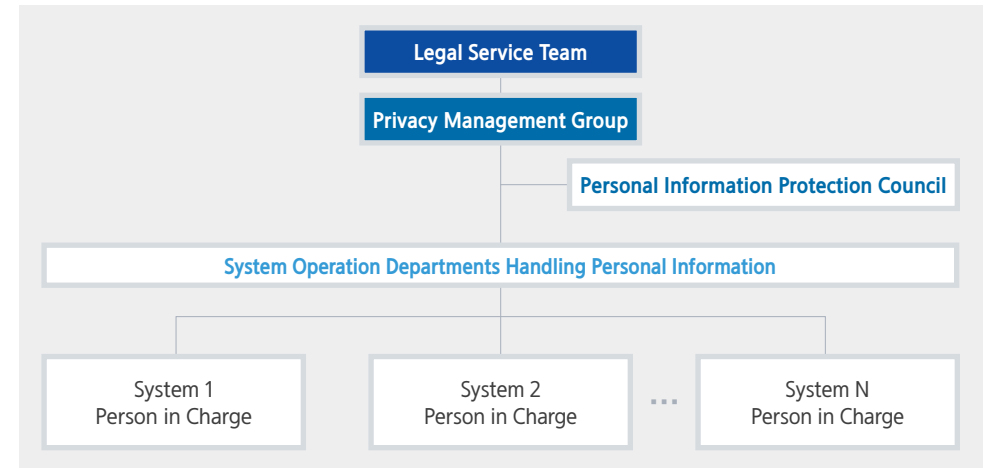 Legal Service Team
Privacy Management Group
Personal Information Protection Council
System Operation Departments Handling Personal Information
System 1
Person in Charge
System 2
Person in Charge
...
System N
Person in Charge